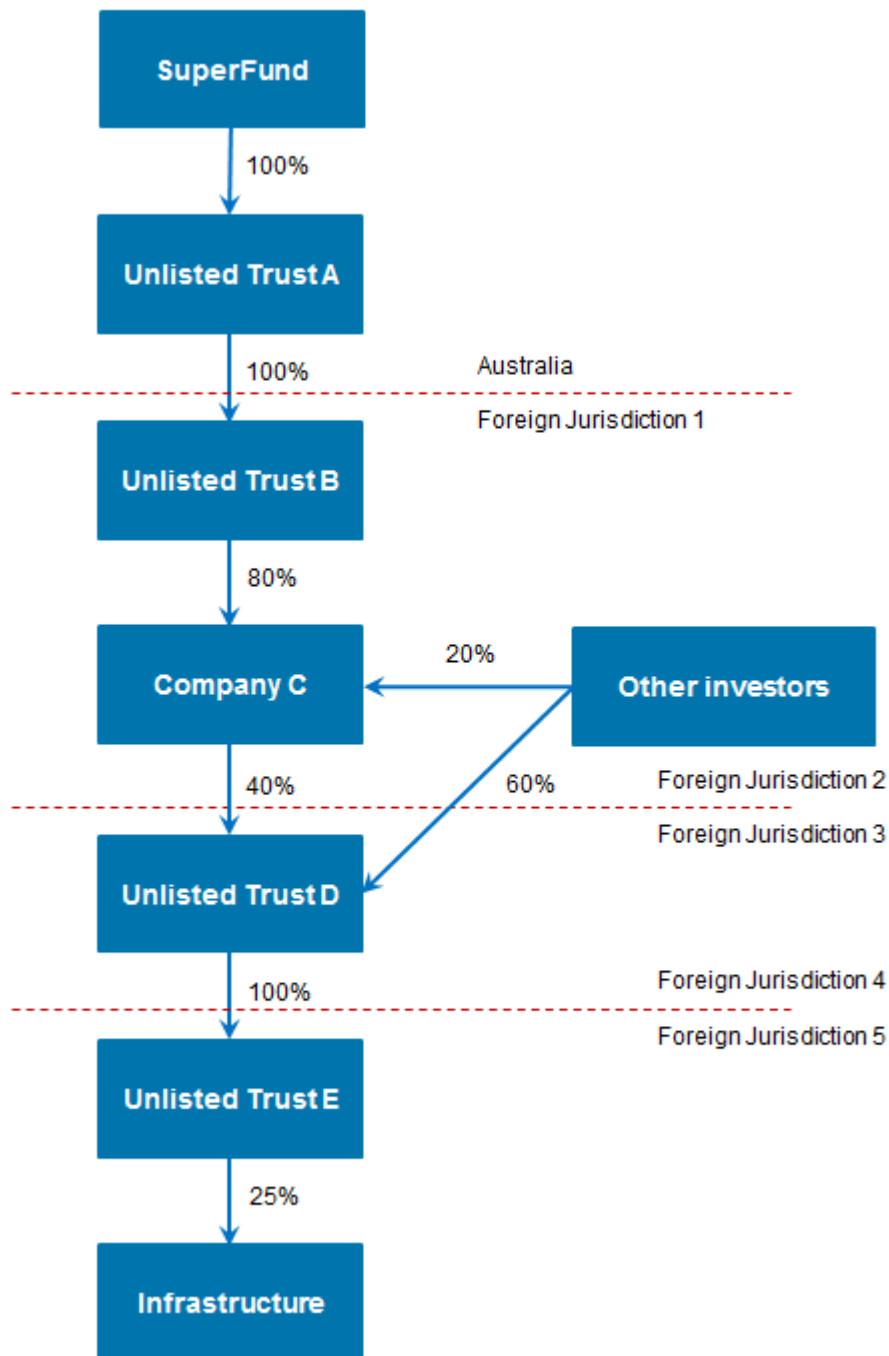 SuperFund
100%
Unlisted Trust A
100%
Australia
Foreign Jurisdiction 1
Unlisted Trust B
80%
Company C
20%
Other investors
40%
60%
Foreign Jurisdiction 2
Foreign Jurisdiction 3
Unlisted Trust D
100%
Foreign Jurisdiction 4
Foreign Jurisdiction 5
Unlisted Trust E
25%
Infrastructure